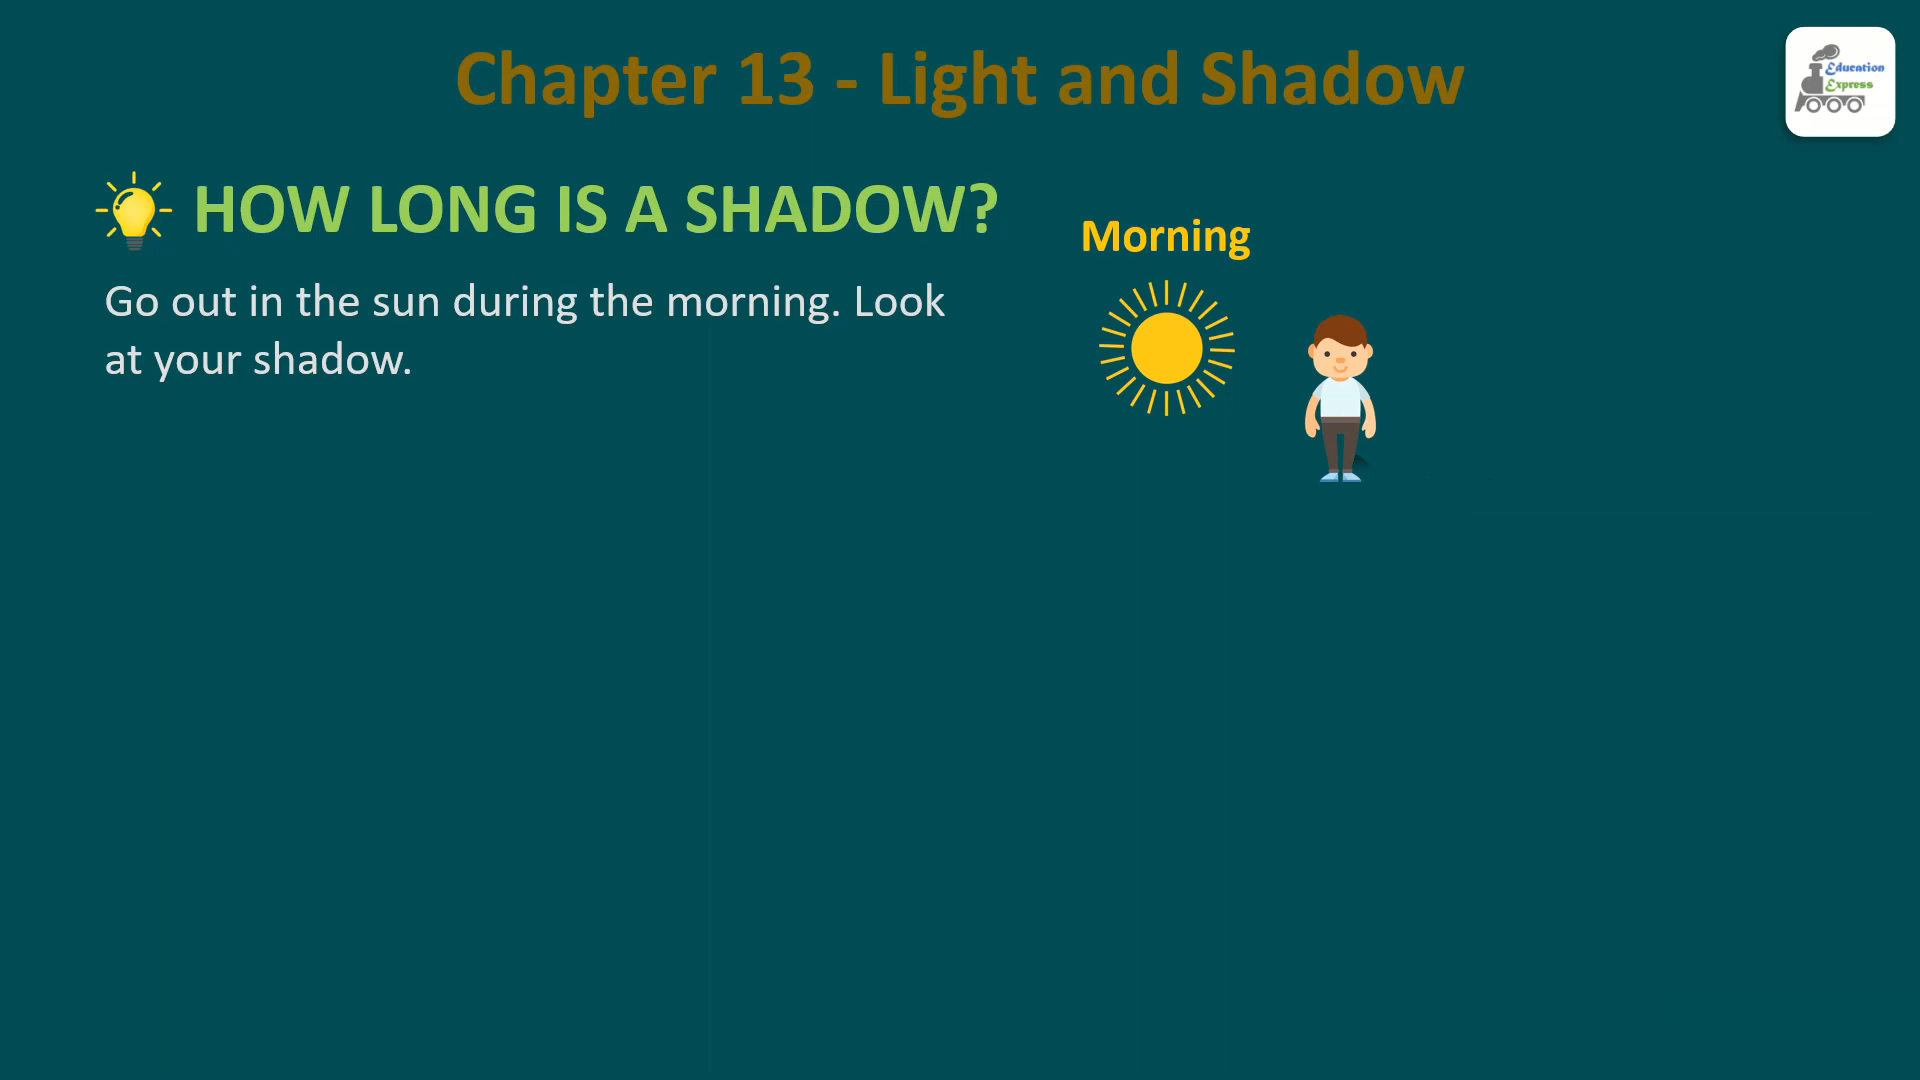 Chapter 13 - Light and Shadow
Education
Express
HOW LONG IS A SHADOW?
Morning
Go out in the sun during the morning. Look
at your shadow.